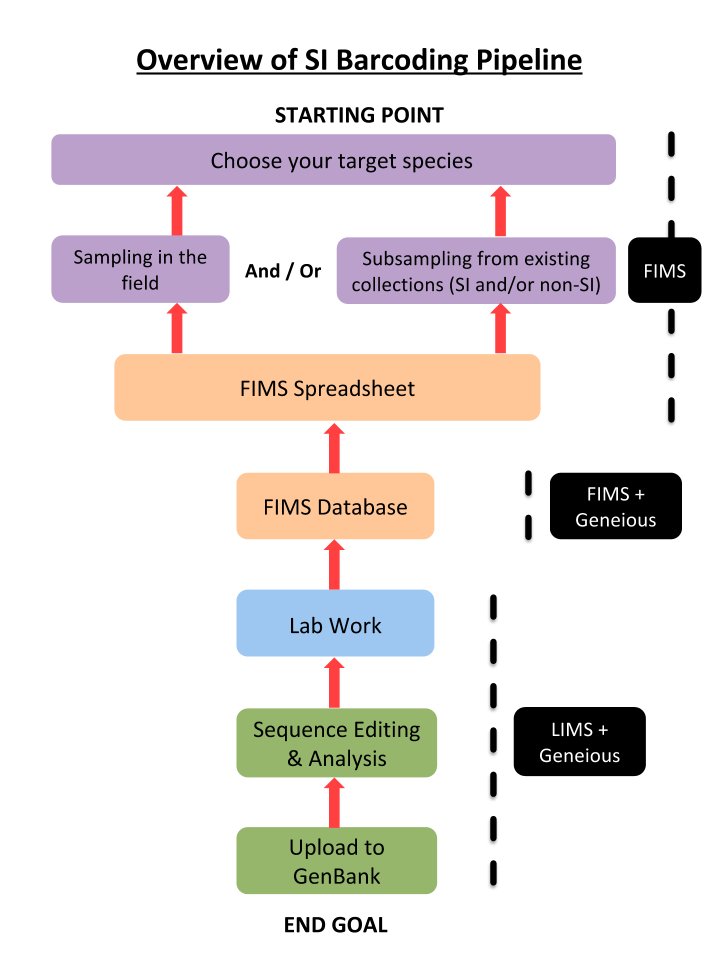 Overview of SI Barcoding Pipeline
STARTING POINT
Choose your target species
Sampling in the
field
And / Or
Subsampling from existing
collections (SI and/or non-SI)
FIMS
FIMS Spreadsheet
FIMS Database
FIMS +
Geneious
Lab Work
Sequence Editing
& Analysis
LIMS +
Geneious
Upload to
GenBank
END GOAL